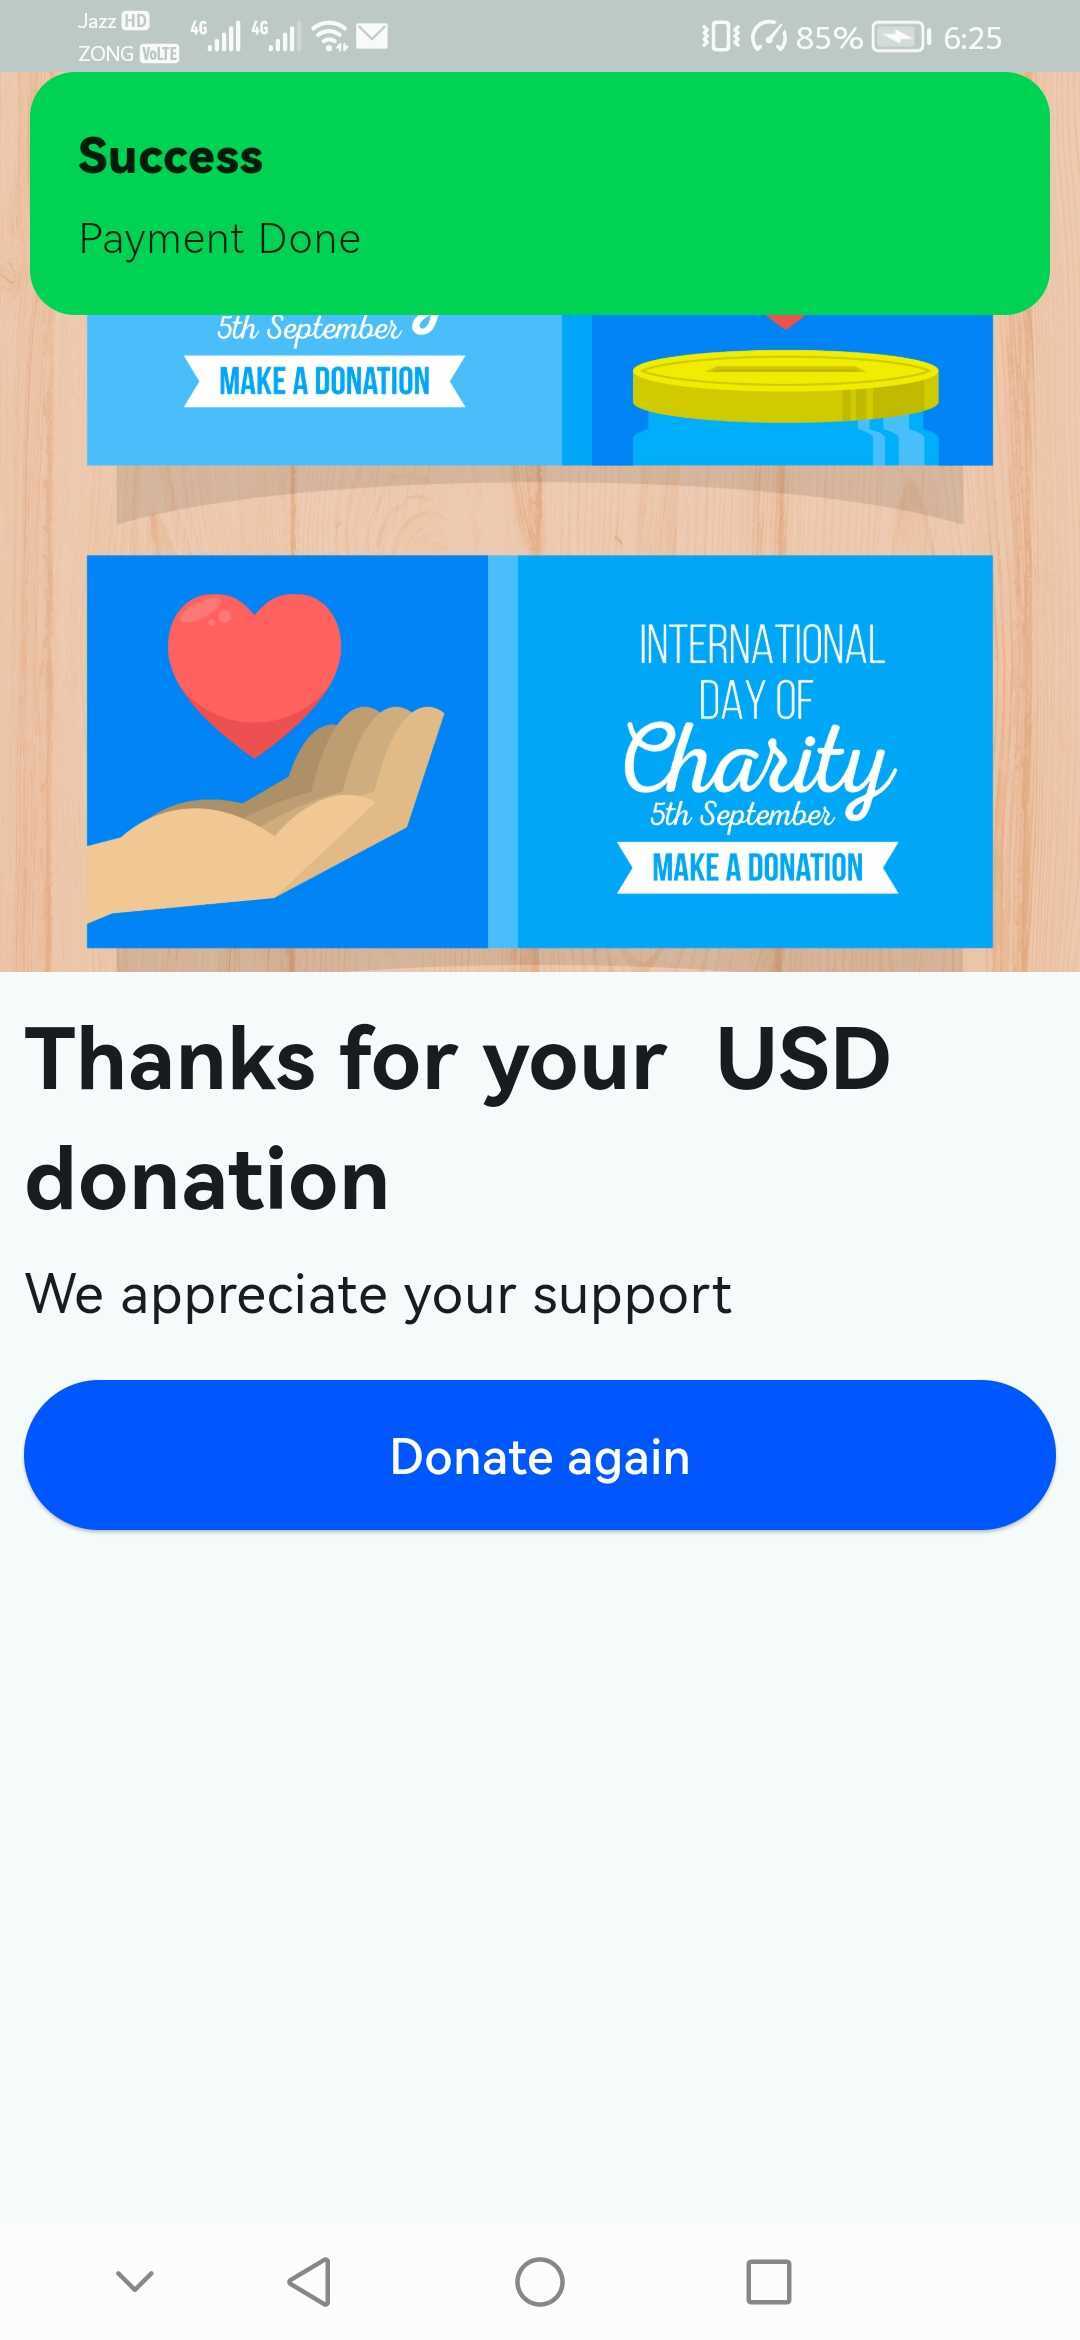 Jazz HD
ZONG VoLTE
4G 4G
85% 6:25
Success
Payment Done
5th September
MAKE A DONATION
INTERNATIONAL
DAY OF
Charity
5th September
MAKE A DONATION
Thanks for your  USD
donation
We appreciate your support
Donate again